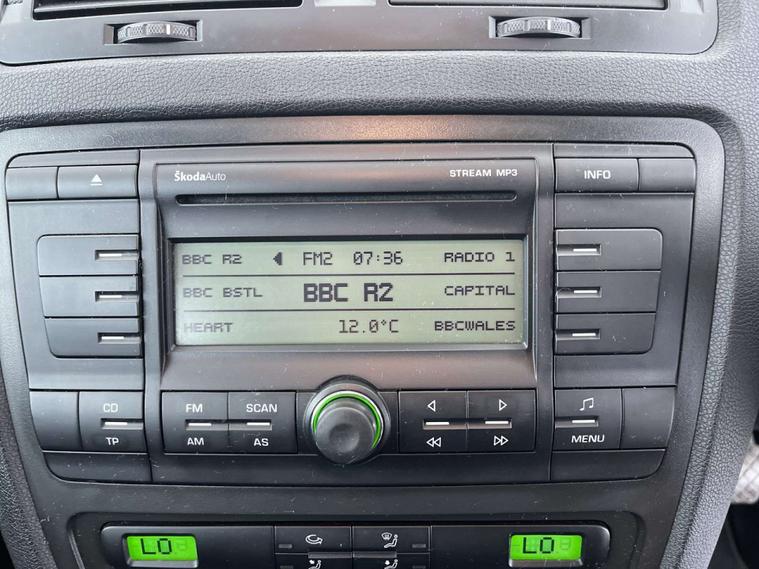 ŠkodaAuto STREAM MP3 INFO
BBC R2 FM2 07:36 RADIO 1
BBC BSTL BBC R2 CAPITAL
HEART 12.0°C BBCWALES
CD FM SCAN
TP AM AS MENU
LO LO